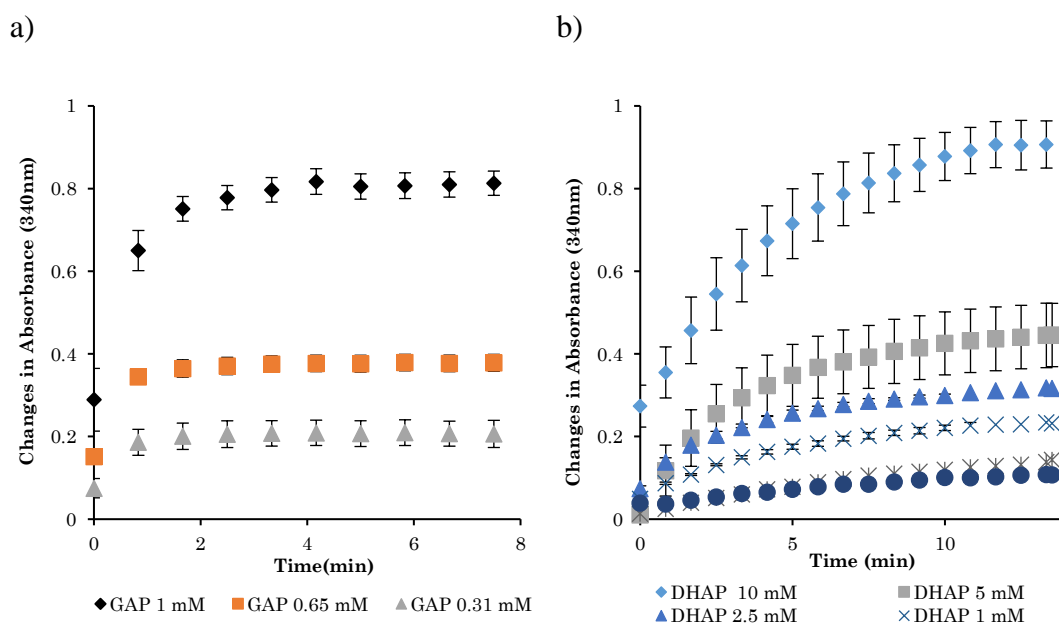 a)
b)
Changes in Absorbance (340nm)
1
0.8
0.6
0.4
0.2
0
0 2 4 6 8
Time(min)
GAP 1 mM GAP 0.65 mM GAP 0.31 mM
Changes in Absorbance (340nm)
1
0.8
0.6
0.4
0.2
0
0 5 10
Time (min)
DHAP 10 mM DHAP 5 mM
DHAP 2.5 mM DHAP 1 mM